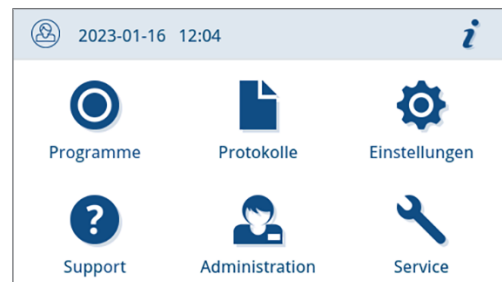 2023-01-16 12:04 i
Programme Protokolle Einstellungen
?
Support Administration Service